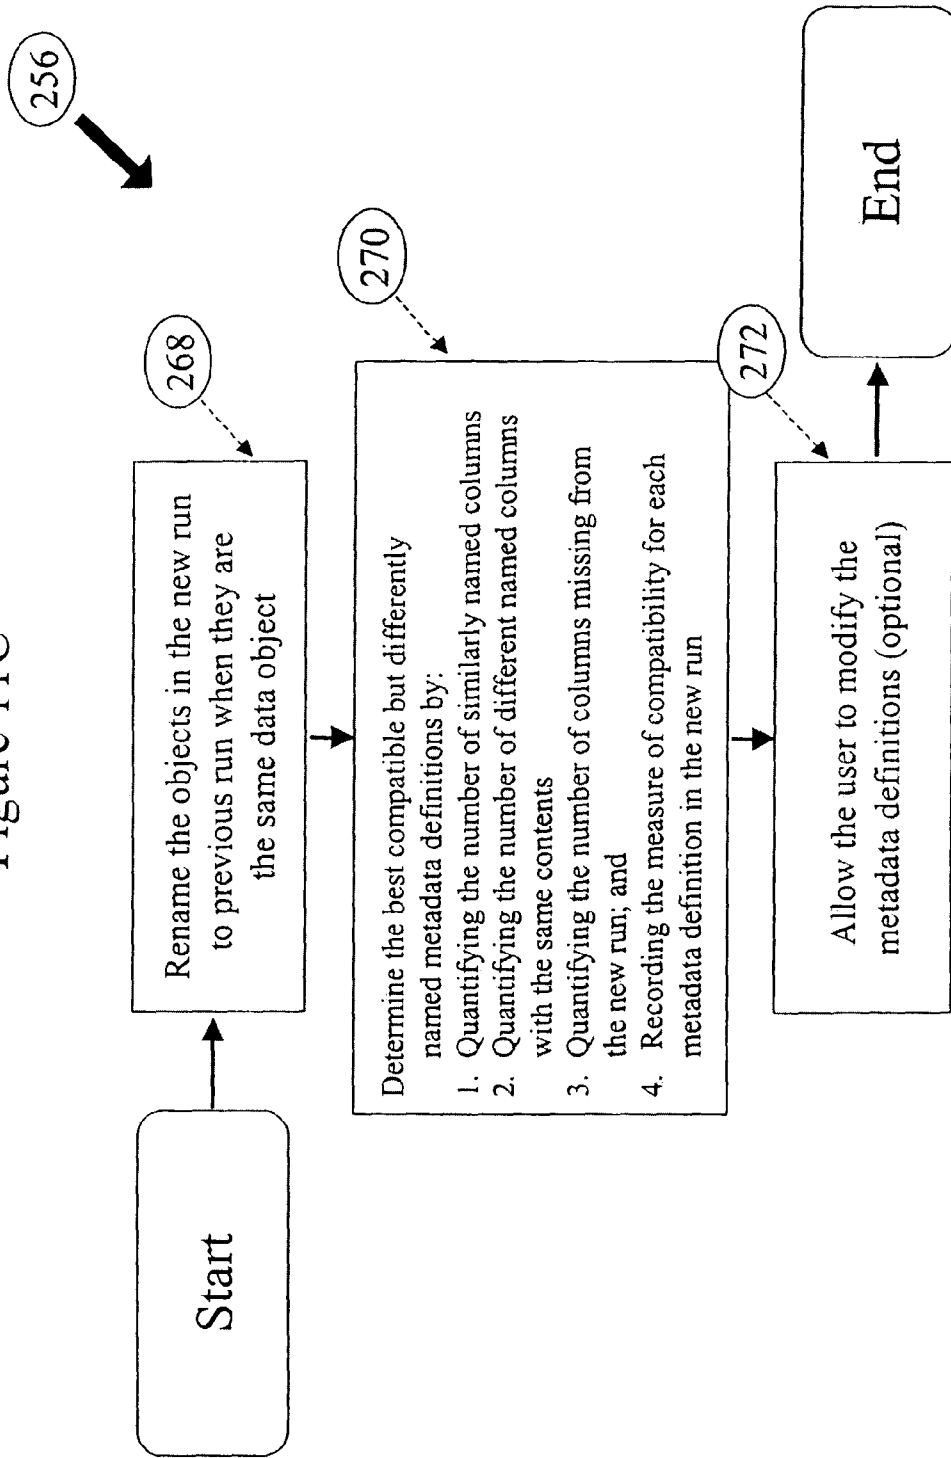 256
Start
268
Rename the objects in the new run
to previous run when they are
the same data object
270
Determine the best compatible but differently
named metadata definitions by:
1. Quantifying the number of similarly named columns
2. Quantifying the number of different named columns
with the same contents
3. Quantifying the number of columns missing from
the new run; and
4. Recording the measure of compatibility for each
metadata definition in the new run
272
Allow the user to modify the
metadata definitions (optional)
End